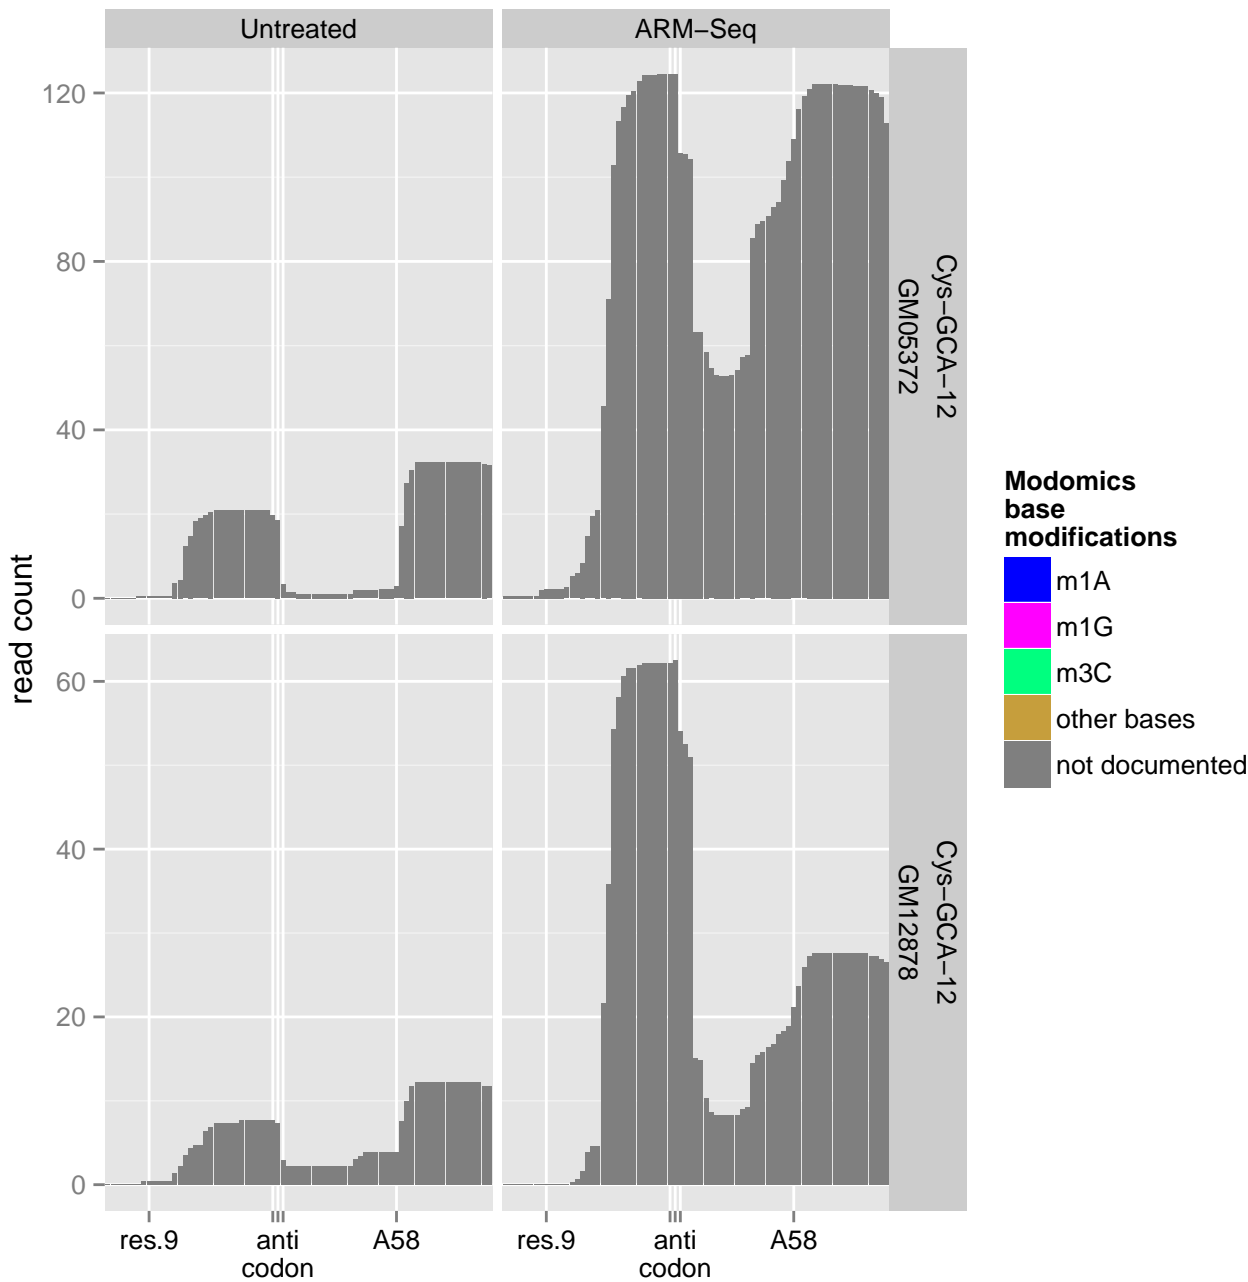 Untreated
ARM−Seq
120
80
40
0
Cys−GCA−12
GM05372
60
40
20
0
Cys−GCA−12
GM12878
read count
res.9
anti
codon
A58
res.9
anti
codon
A58
Modomics
base
modifications
m1A
m1G
m3C
other bases
not documented